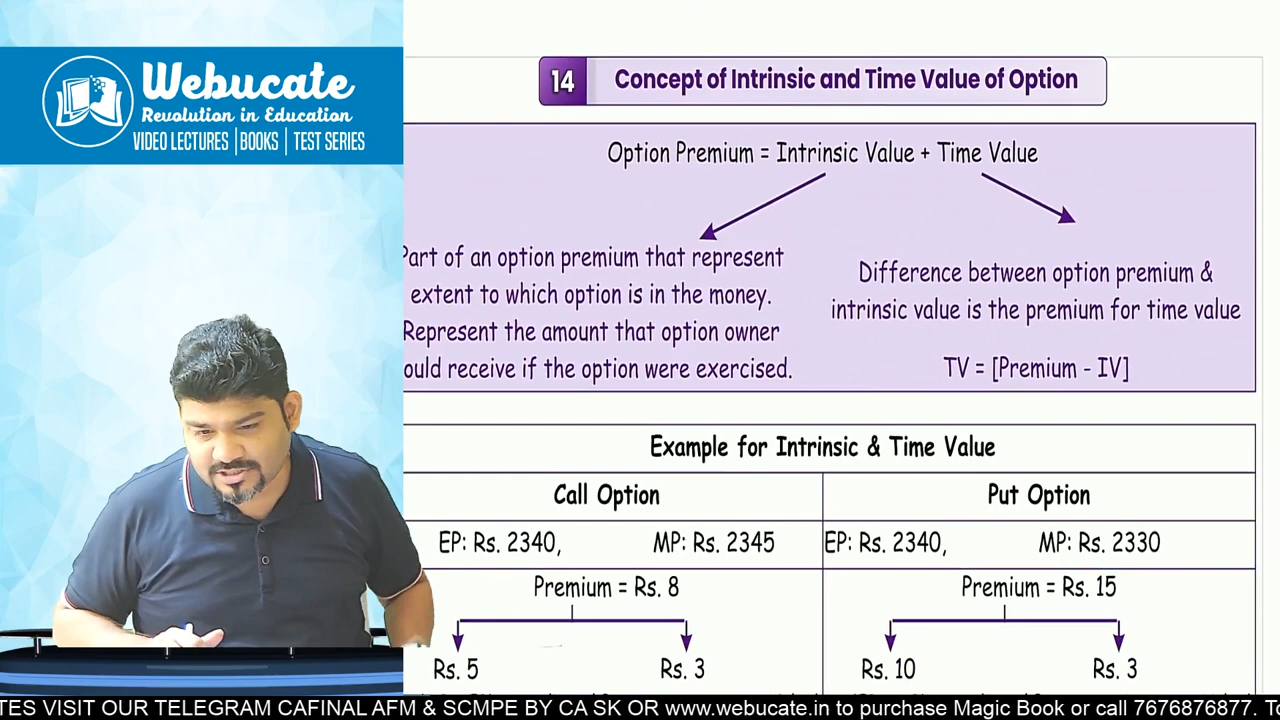 Webucate
Revolution in Education
VIDEO LECTURES | BOOKS | TEST SERIES
14 Concept of Intrinsic and Time Value of Option
Option Premium = Intrinsic Value + Time Value
Part of an option premium that represent
extent to which option is in the money.
Represent the amount that option owner
ould receive if the option were exercised.
Difference between option premium &
intrinsic value is the premium for time value
TV = [Premium - IV]
Example for Intrinsic & Time Value
Call Option
Put Option
EP: Rs. 2340, MP: Rs. 2345
EP: Rs. 2340, MP: Rs. 2330
Premium = Rs. 8
Premium = Rs. 15
Rs. 5
Rs. 3
Rs. 10
Rs. 3
TES VISIT OUR TELEGRAM CAFINAL AFM & SCMPE BY CA SK OR www.webucate.in to purchase Magic Book or call 7676876877. To